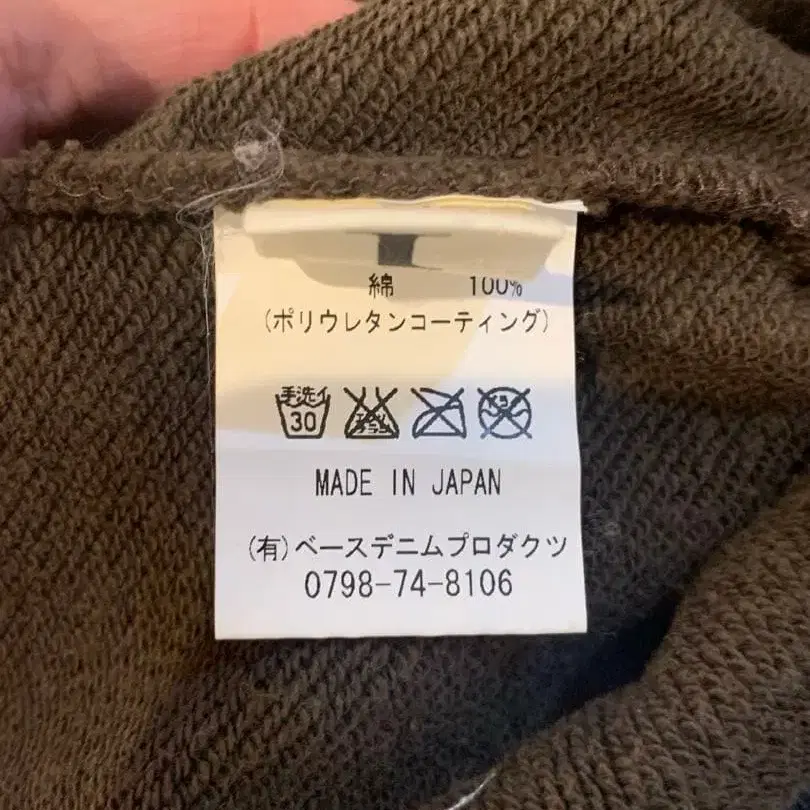 綿 100%
(ポリウレタンコーティング)
手洗イ
30
MADE IN JAPAN
(有)ベースデニムプロダクツ
0798-74-8106